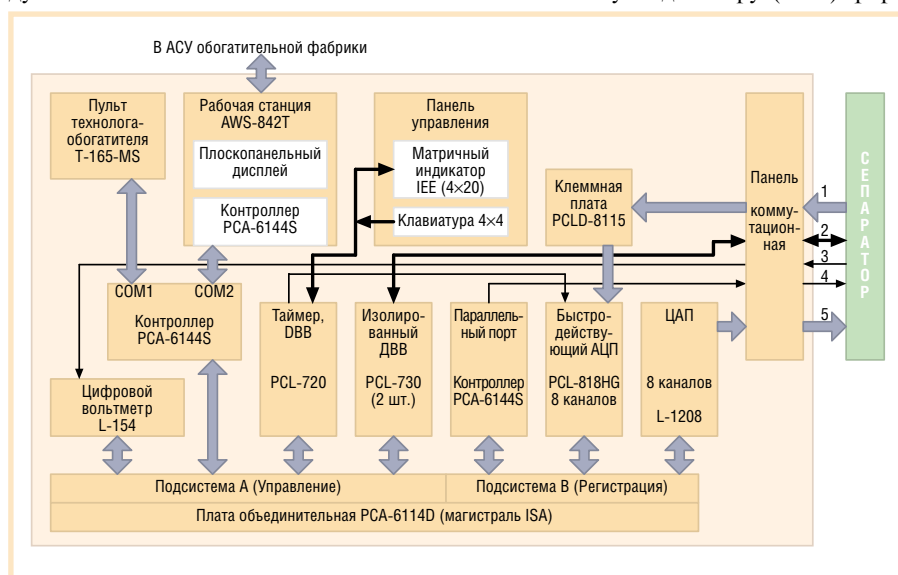 В АСУ обогатительной фабрики
Пульт
технолога-
обогатителя
T-165-MS
Рабочая станция
AWS-842T
Плоскопанельный
дисплей
Контроллер
PCA-6144S
Панель
управления
Матричный
индикатор
IEE (4×20)
Клавиатура 4×4
Клеммная
плата
PCLD-8115
Панель
коммута-
ционная
1
2
3
4
5
СЕПАРАТОР
COM1
COM2
Контроллер
PCA-6144S
Таймер,
DBB
PCL-720
Изолиро-
ванный
ДВВ
PCL-730
(2 шт.)
Параллель-
ный порт
Контроллер
PCA-6144S
Быстро-
действу-
ющий АЦП
PCL-818HG
8 каналов
ЦАП
8 каналов
L-1208
Цифровой
вольтметр
L-154
Подсистема А (Управление)
Подсистема В (Регистрация)
Плата объединительная PCA-6114D (магистраль ISA)